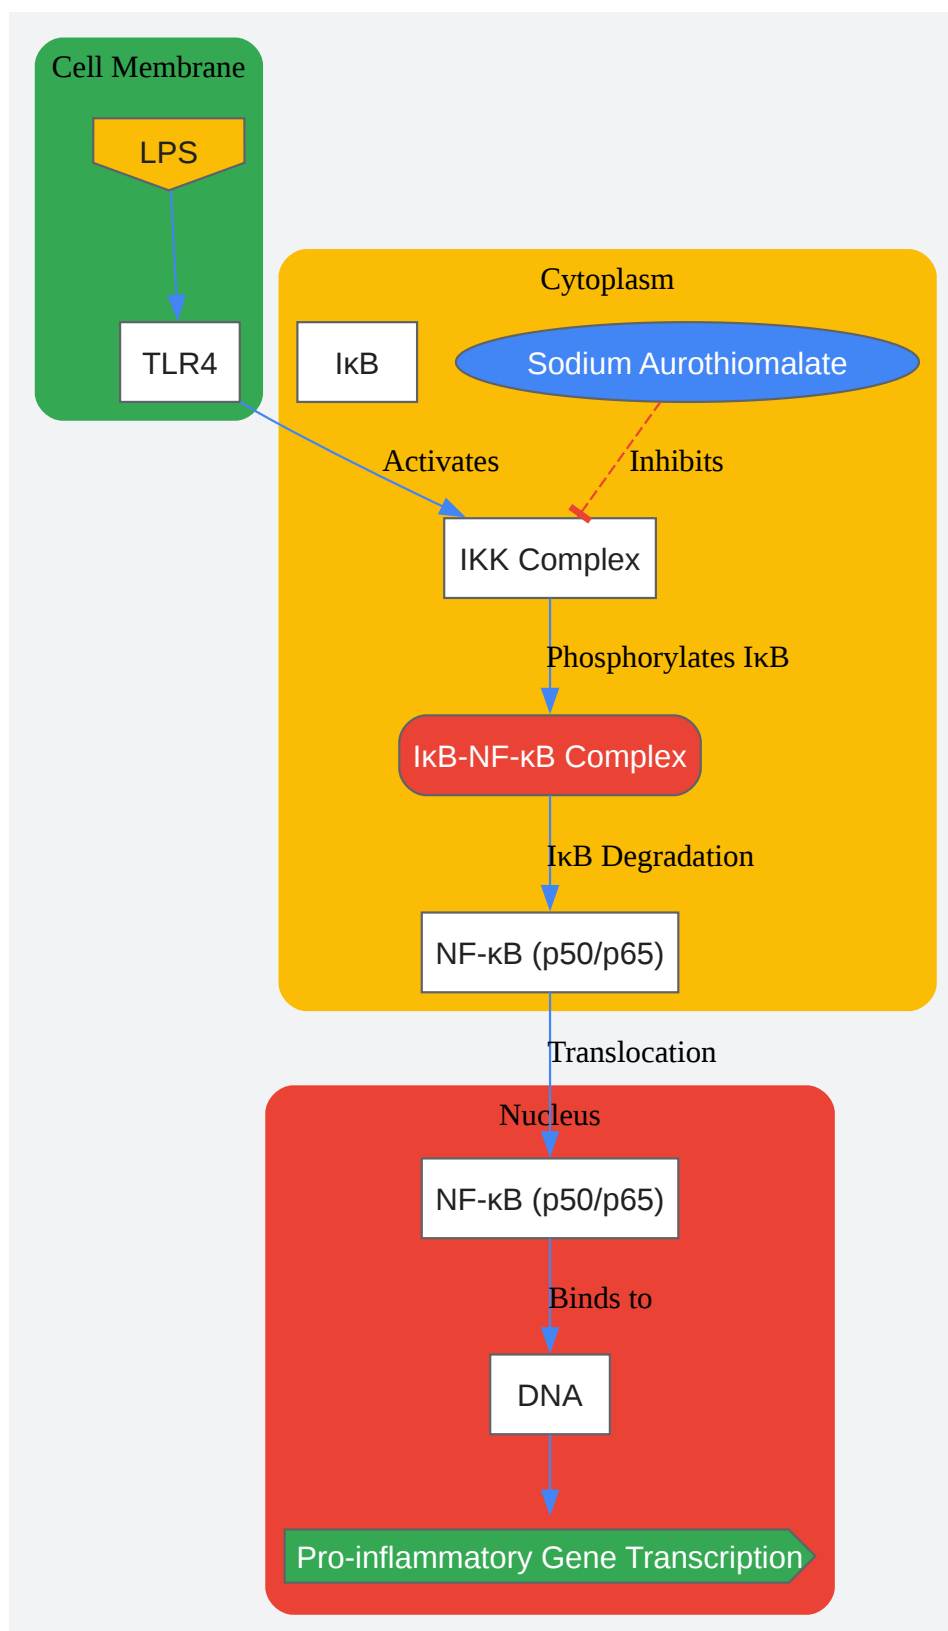 Cell Membrane
LPS
TLR4
Cytoplasm
IκB
Sodium Aurothiomalate
Activates
Inhibits
IKK Complex
Phosphorylates IκB
IκB-NF-κB Complex
IκB Degradation
NF-κB (p50/p65)
Translocation
Nucleus
NF-κB (p50/p65)
Binds to
DNA
Pro-inflammatory Gene Transcription